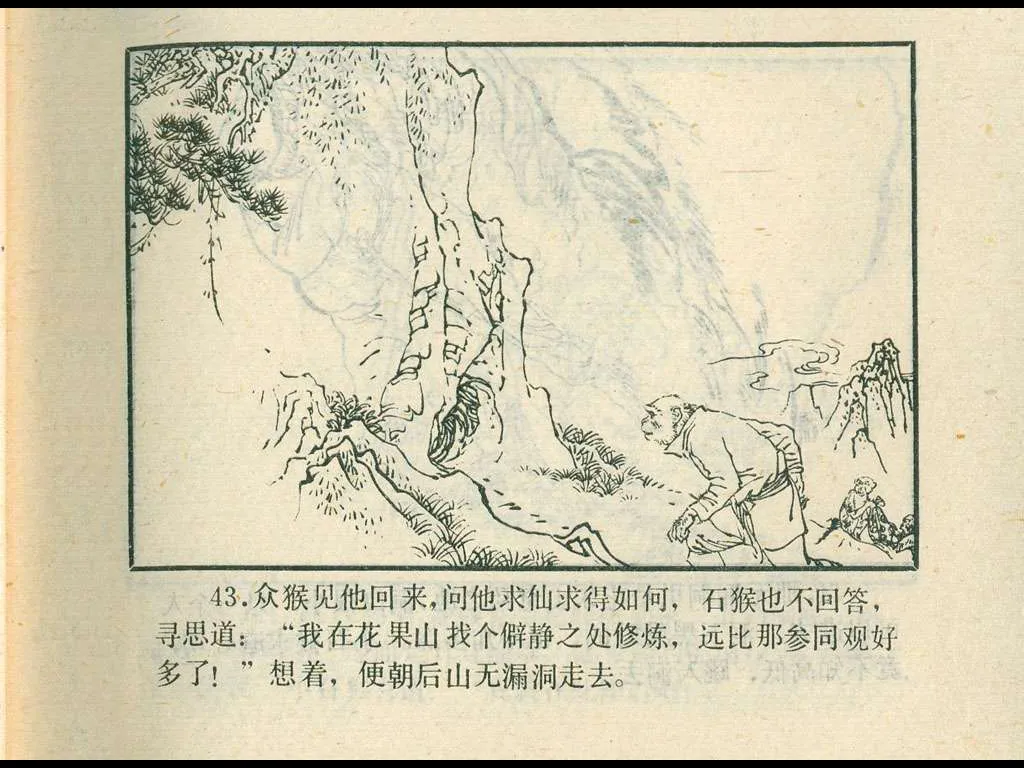 43.众猴见他回来，问他求仙求得如何，石猴也不回答，
寻思道：“我在花果山找个僻静之处修炼，远比那参同观好
多了！”想着，便朝后山无漏洞走去。